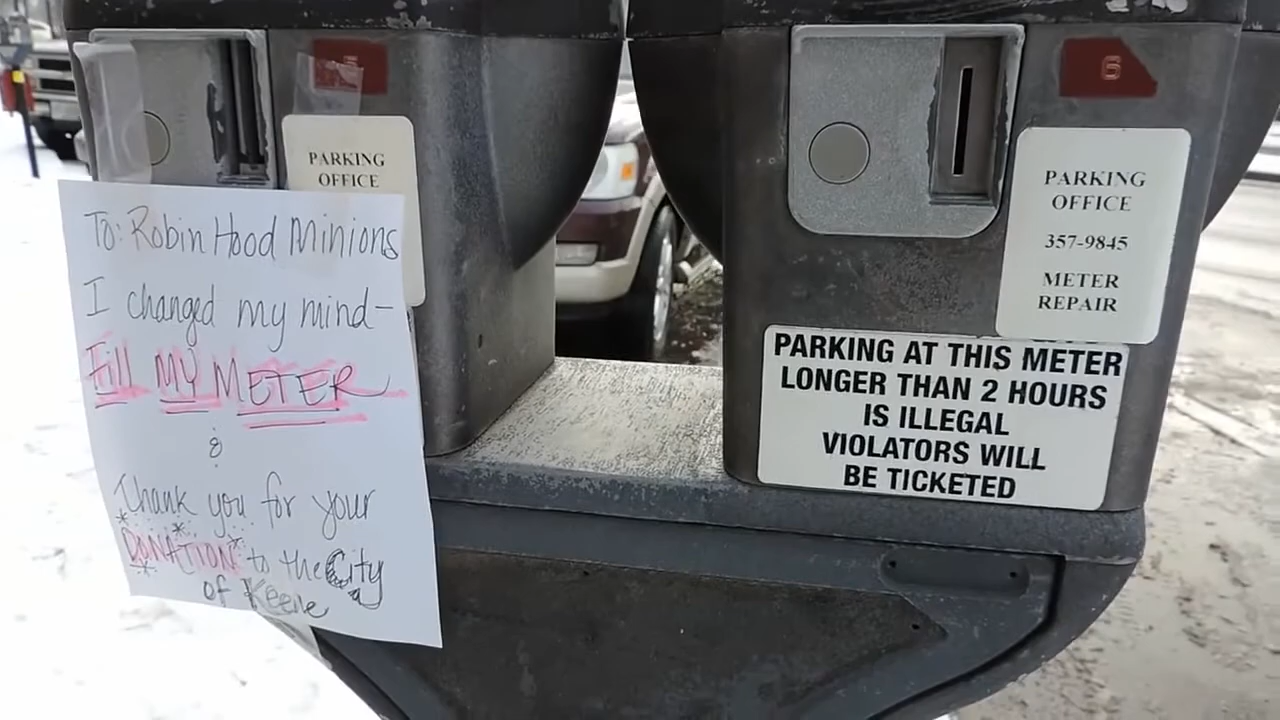 To: Robin Hood Minions
I changed my mind-
Fill MY METER
&
Thank you for your
DONATION to the City
of Keene
PARKING
OFFICE
6
PARKING
OFFICE
357-9845
METER
REPAIR
PARKING AT THIS METER
LONGER THAN 2 HOURS
IS ILLEGAL
VIOLATORS WILL
BE TICKETED